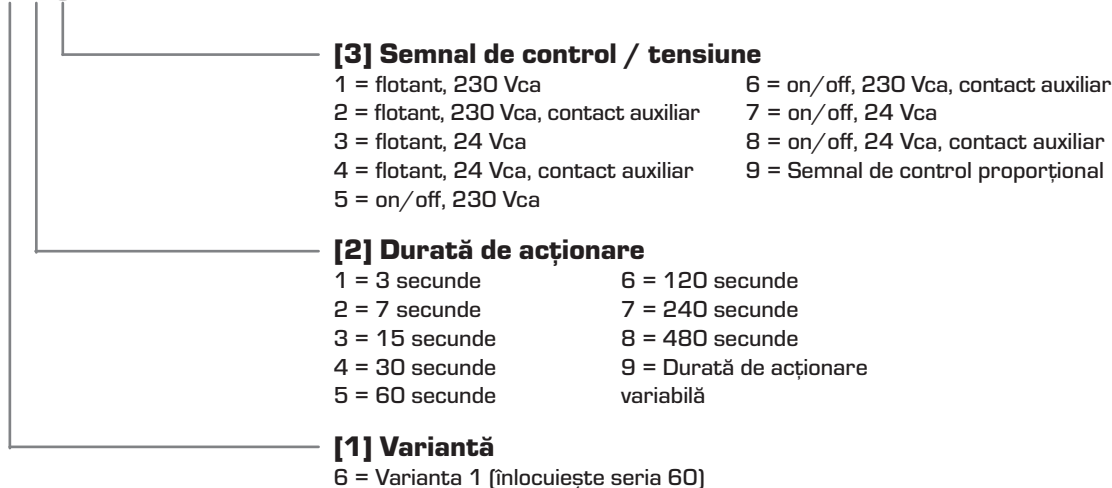 [3] Semnal de control / tensiune
1 = flotant, 230 Vca
2 = flotant, 230 Vca, contact auxiliar
3 = flotant, 24 Vca
4 = flotant, 24 Vca, contact auxiliar
5 = on/off, 230 Vca
6 = on/off, 230 Vca, contact auxiliar
7 = on/off, 24 Vca
8 = on/off, 24 Vca, contact auxiliar
9 = Semnal de control proporțional
[2] Durată de acționare
1 = 3 secunde
2 = 7 secunde
3 = 15 secunde
4 = 30 secunde
5 = 60 secunde
6 = 120 secunde
7 = 240 secunde
8 = 480 secunde
9 = Durată de acționare
variabilă
[1] Variantă
6 = Varianta 1 (înlocuiește seria 60)